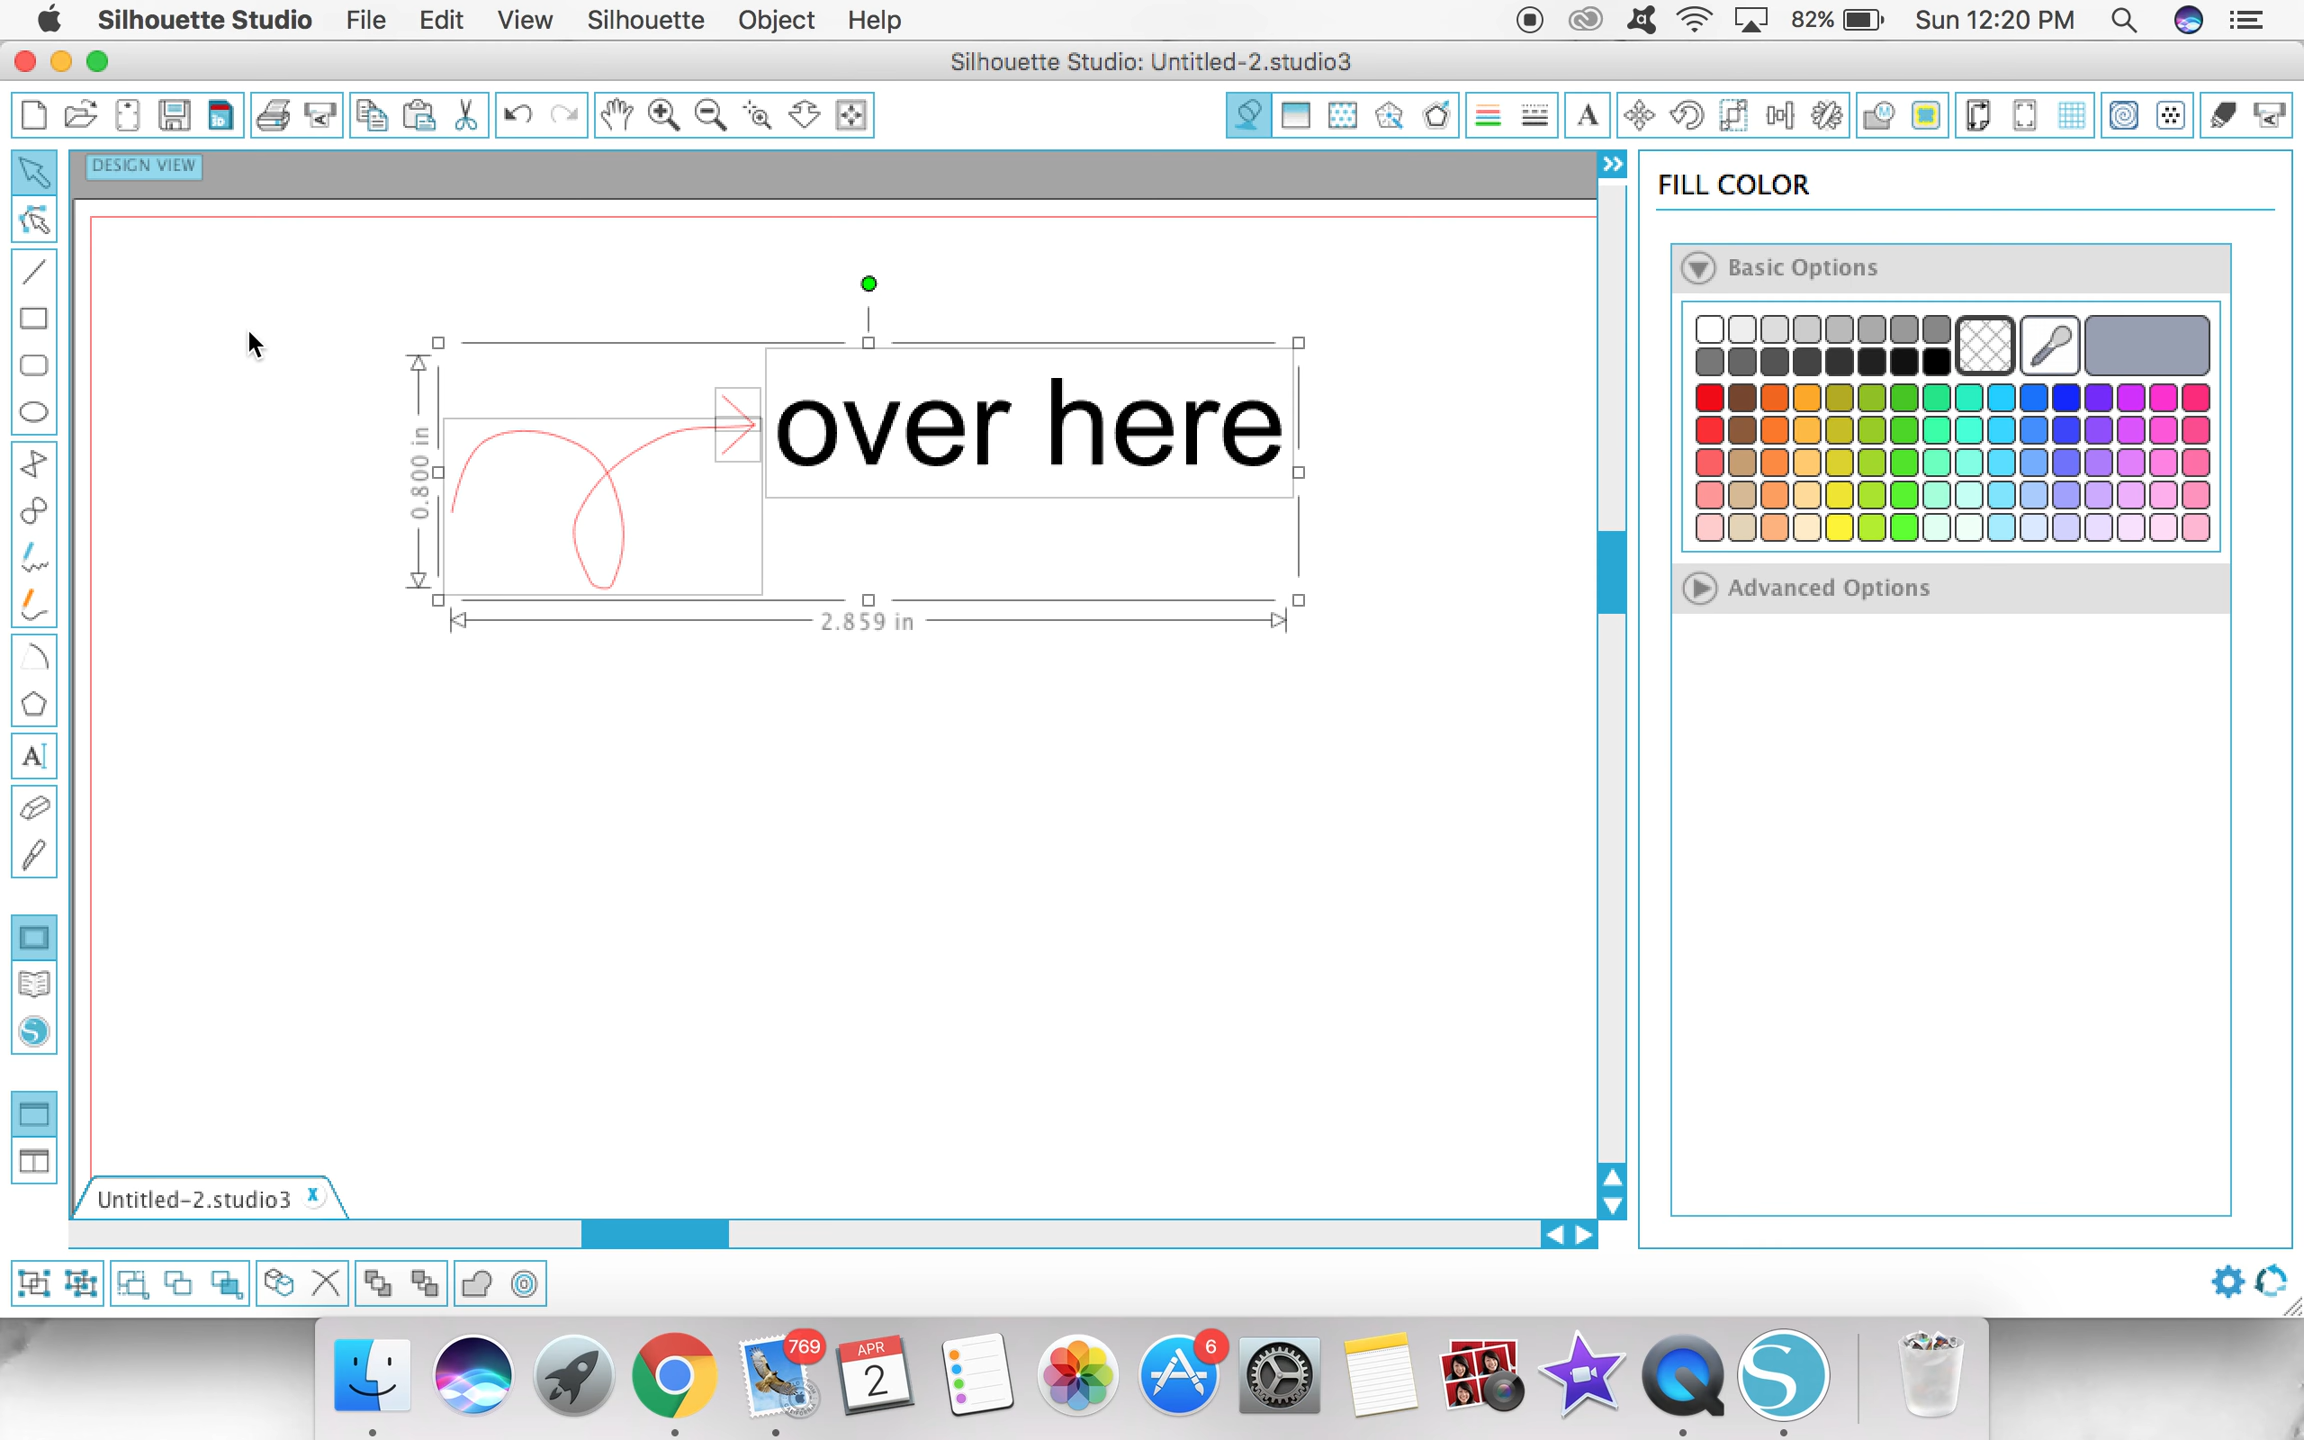 Silhouette Studio File Edit View Silhouette Object Help 82% Sun 12:20 PM
Silhouette Studio: Untitled-2.studio3
DESIGN VIEW
FILL COLOR
Basic Options
over here
0.800 in
2.859 in
Advanced Options
Untitled-2.studio3 X
769
APR
2
6